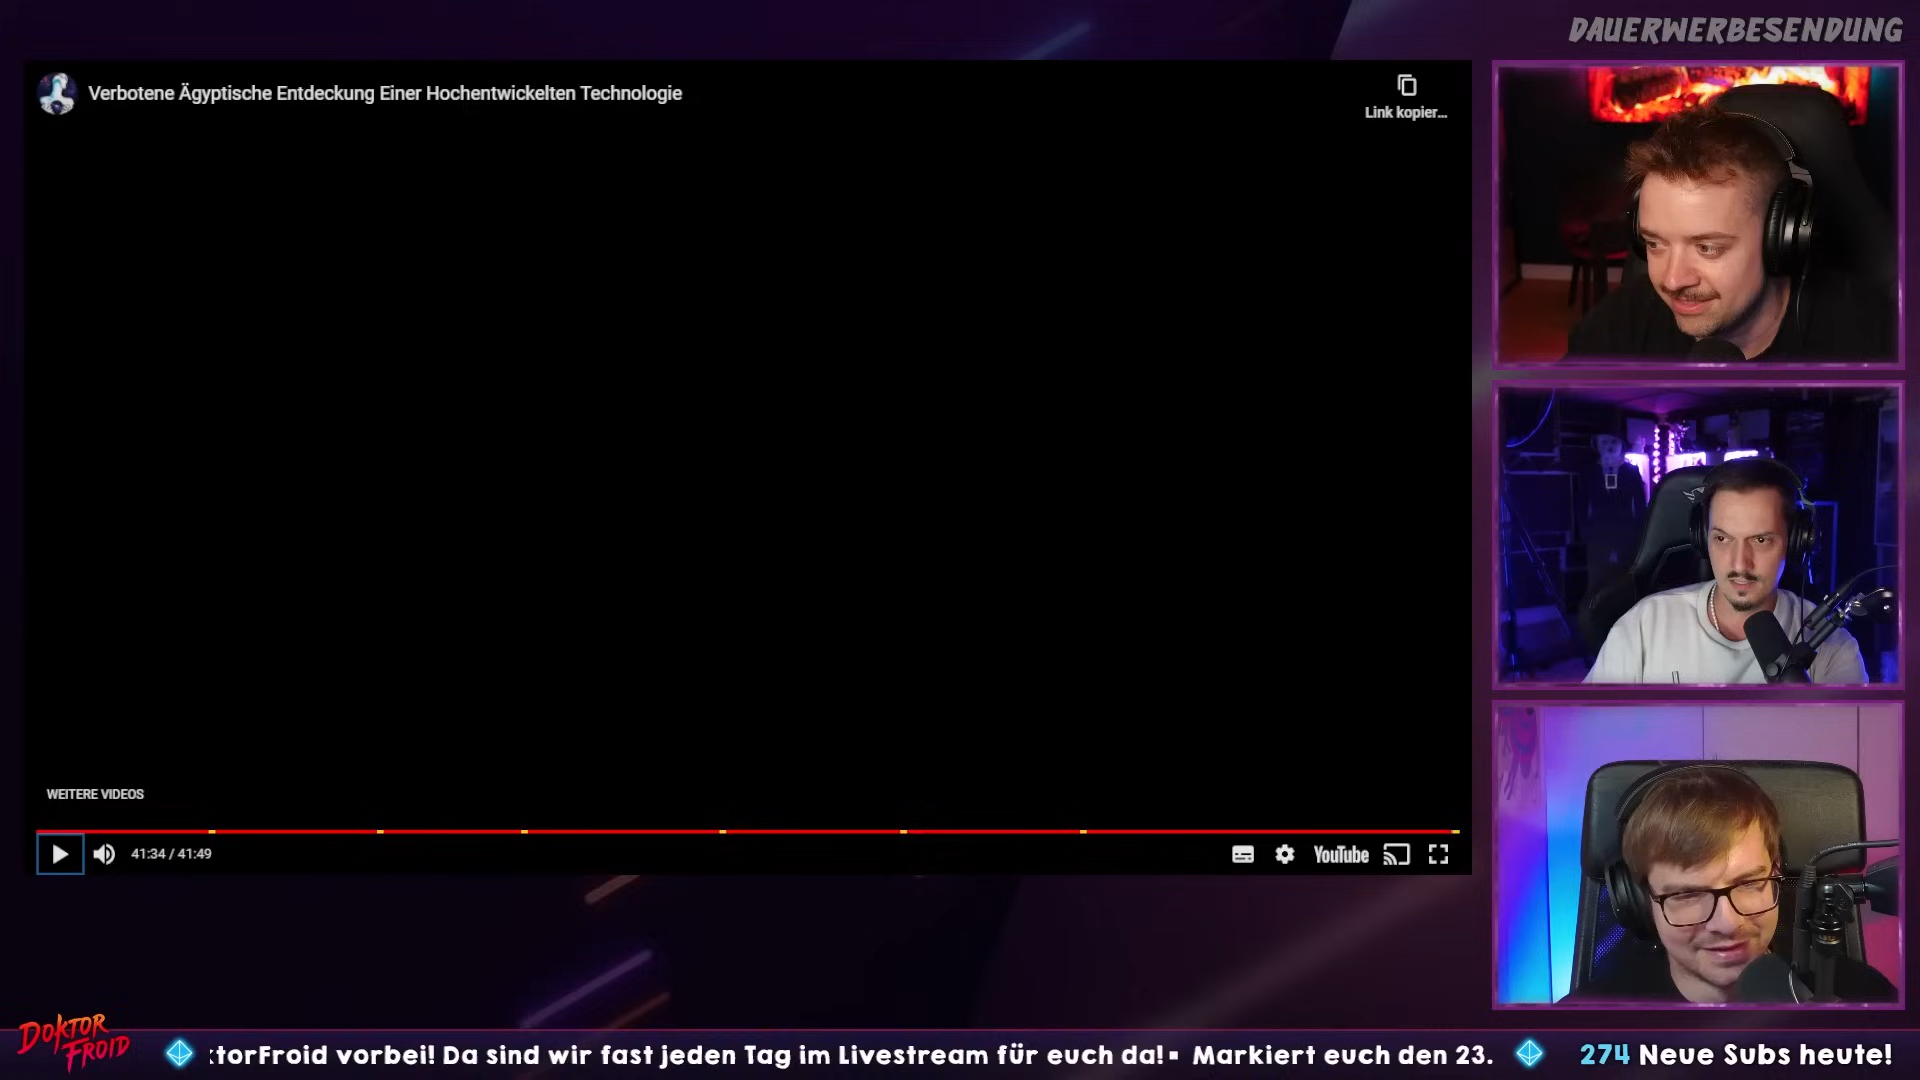 DAUERWERBESENDUNG
Verbotene Ägyptische Entdeckung Einer Hochentwickelten Technologie
Link kopier...
WEITERE VIDEOS
41:34 / 41:49
YouTube
DOKTOR
FROID
torFroid vorbei! Da sind wir fast jeden Tag im Livestream für euch da!▪ Markiert euch den 23.
274 Neue Subs heute!